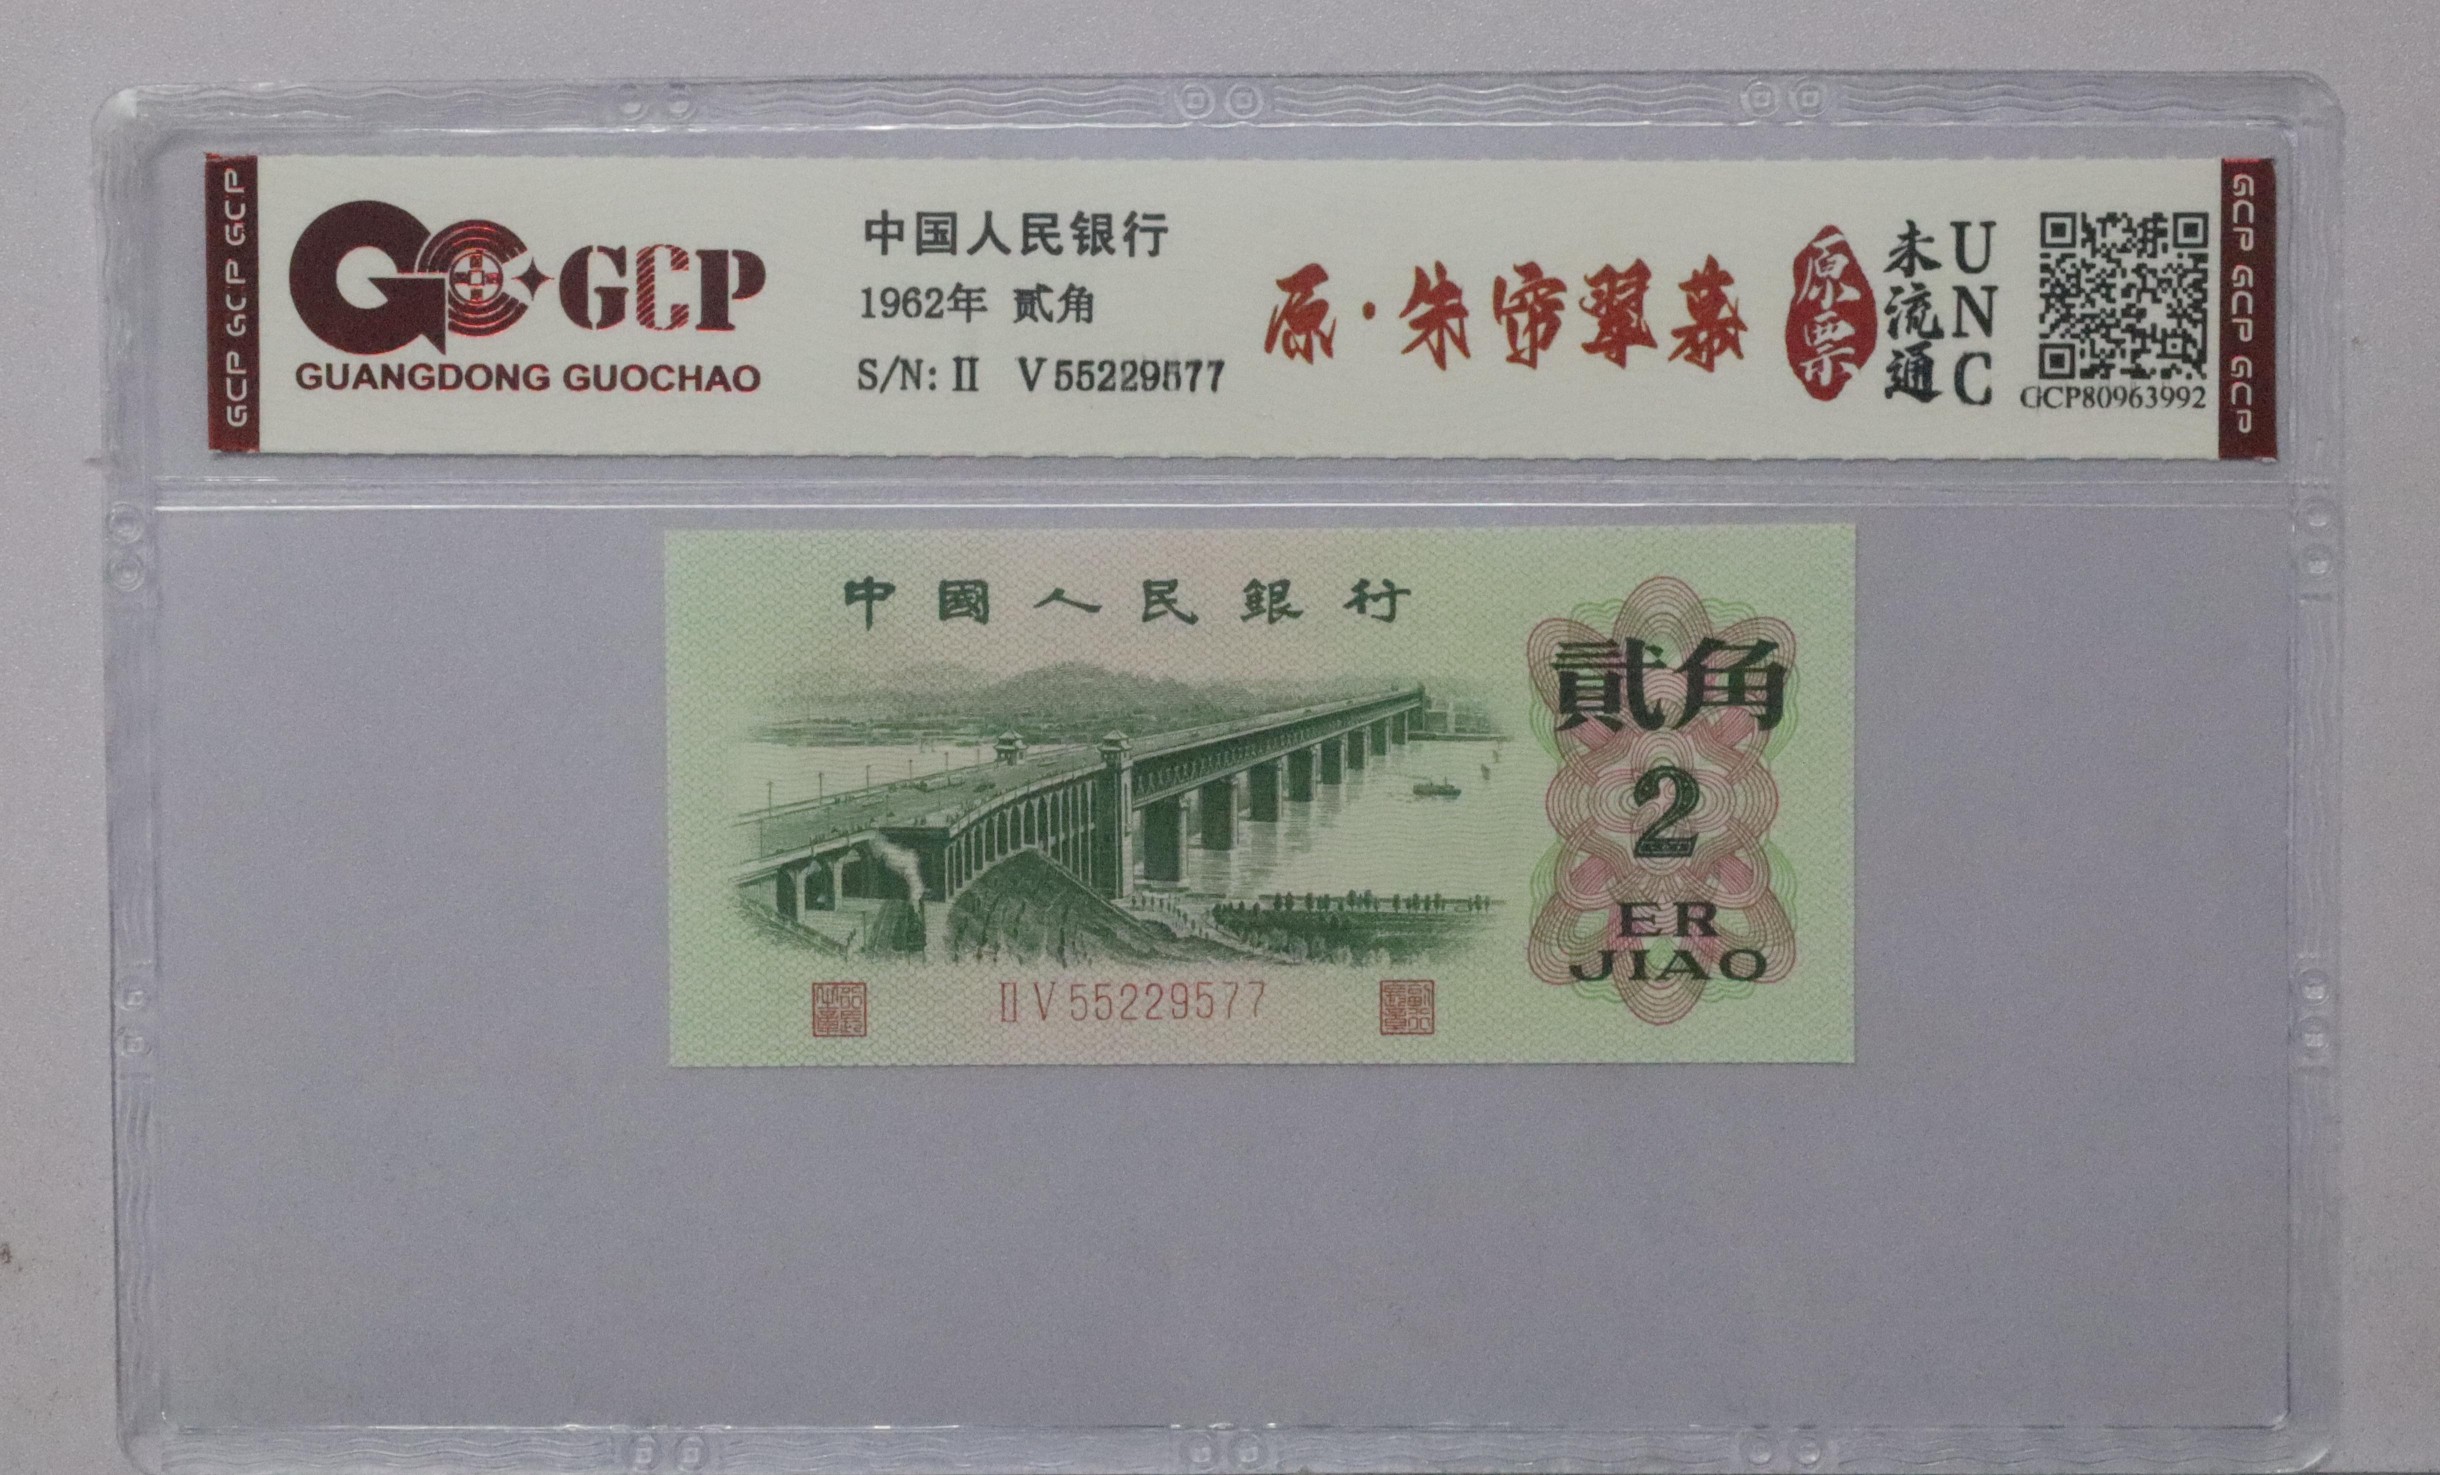 GCP GCP GCP
GCP
GUANGDONG GUOCHAO
中国人民银行
1962年 贰角
S/N: II V 55229577
原·朱帘翠幕
原票
未流通
UNC
GCP80963992
GCP GCP GCP
中國人民銀行
貳角
2
ER
JIAO
II V 55229577